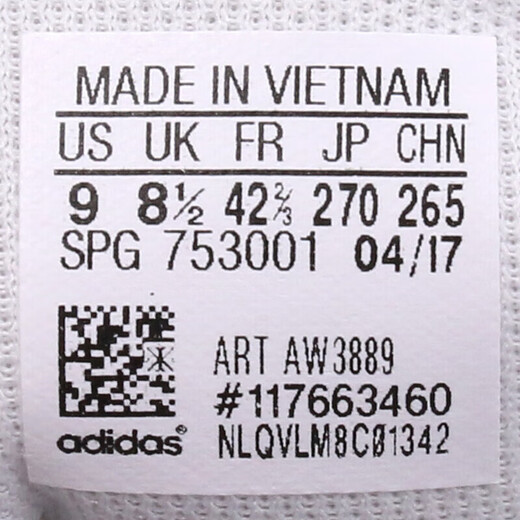 MADE IN VIETNAM
US UK FR JP CHN
9 8½ 42⅔ 270 265
SPG 753001 04/17
ART AW3889
#117663460
adidas® NLQVLM8C01342